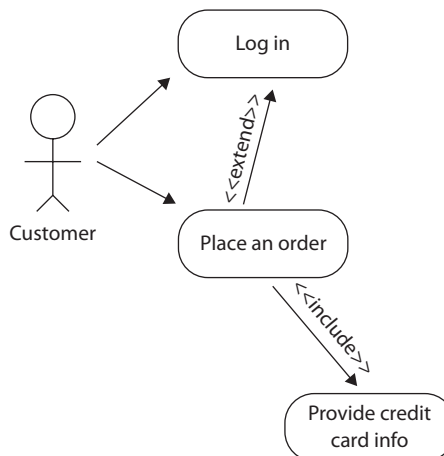 Log in
<<extend>>
Customer
Place an order
<<include>>
Provide credit
card info